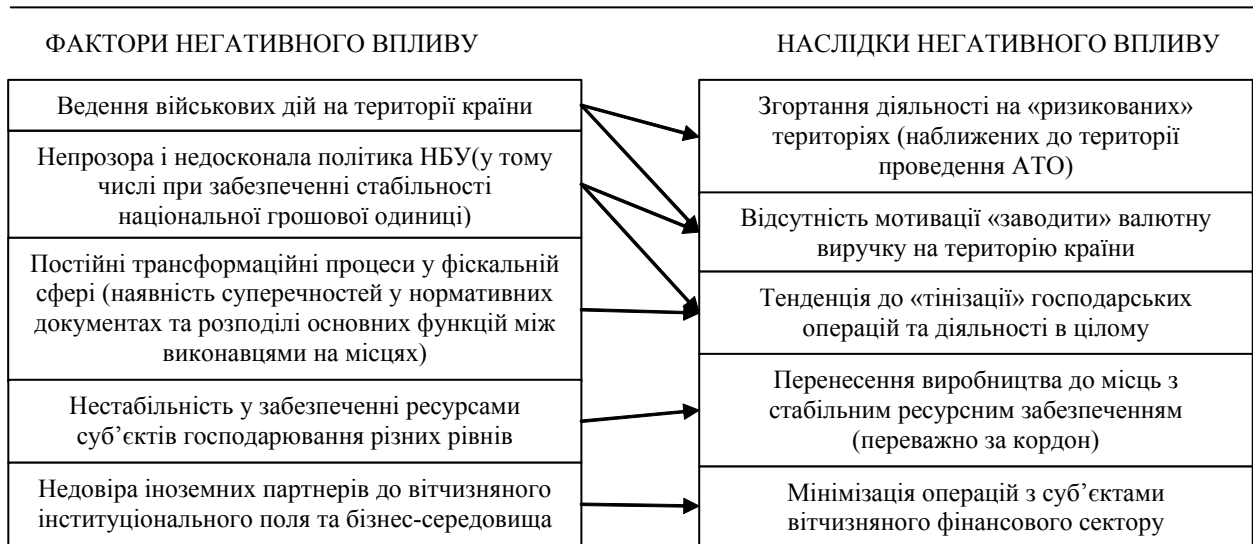 ФАКТОРИ НЕГАТИВНОГО ВПЛИВУ
Ведення військових дій на території країни
Непрозора і недосконала політика НБУ(у тому
числі при забезпеченні стабільності
національної грошової одиниці)
Постійні трансформаційні процеси у фіскальній
сфері (наявність суперечностей у нормативних
документах та розподілі основних функцій між
виконавцями на місцях)
Нестабільність у забезпеченні ресурсами
суб’єктів господарювання різних рівнів
Недовіра іноземних партнерів до вітчизняного
інституціонального поля та бізнес-середовища
НАСЛІДКИ НЕГАТИВНОГО ВПЛИВУ
Згортання діяльності на «ризикованих»
територіях (наближених до території
проведення АТО)
Відсутність мотивації «заводити» валютну
виручку на територію країни
Тенденція до «тінізації» господарських
операцій та діяльності в цілому
Перенесення виробництва до місць з
стабільним ресурсним забезпеченням
(переважно за кордон)
Мінімізація операцій з суб’єктами
вітчизняного фінансового сектору